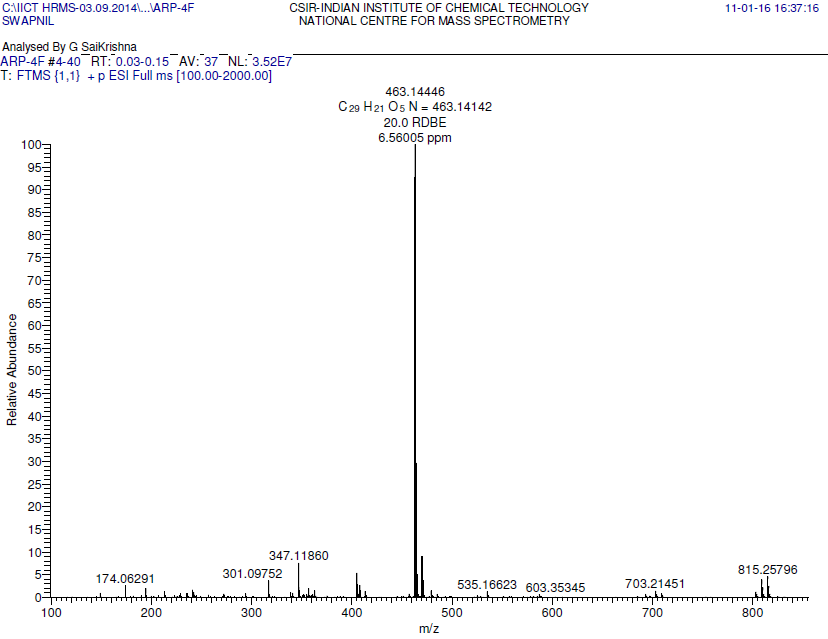 C:\IICT HRMS-03.09.2014\...\ARP-4F CSIR-INDIAN INSTITUTE OF CHEMICAL TECHNOLOGY 11-01-16 16:37:16
SWAPNIL NATIONAL CENTRE FOR MASS SPECTROMETRY
Analysed By G SaiKrishna
ARP-4F #4-40 RT: 0.03-0.15 AV: 37 NL: 3.52E7
T: FTMS {1,1} + p ESI Full ms [100.00-2000.00]
463.14446
C 29 H 21 O 5 N = 463.14142
20.0 RDBE
6.56005 ppm
100
95
90
85
80
75
70
65
60
55
50
45
40
35
30
25
20
15
10
5
0
Relative Abundance
347.11860
301.09752
174.06291
535.16623
603.35345
703.21451
815.25796
100 200 300 400 500 600 700 800
m/z